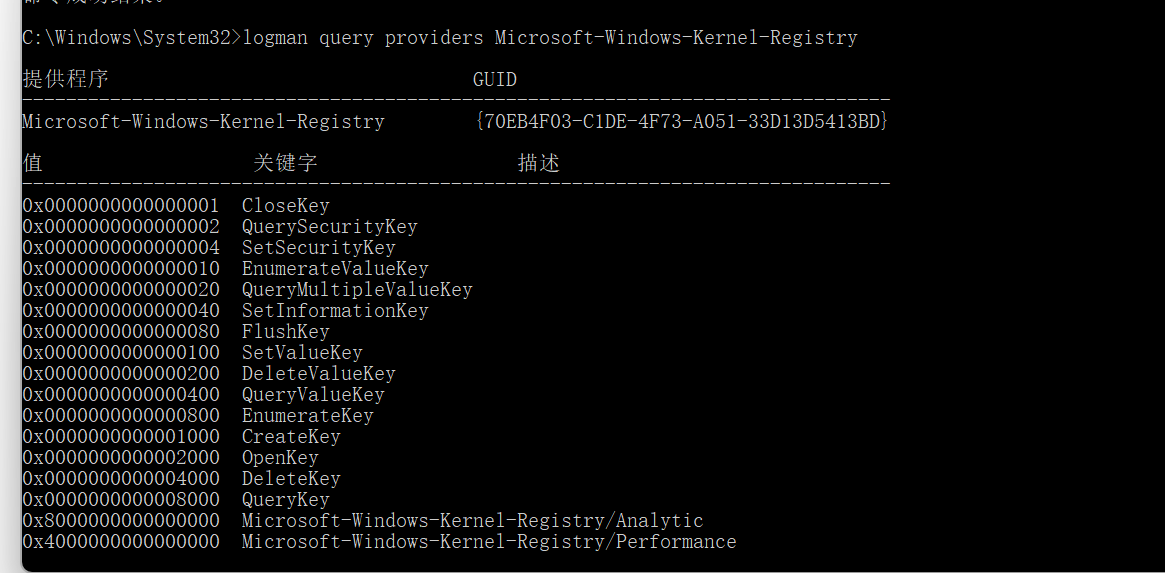 C:\Windows\System32>logman query providers Microsoft-Windows-Kernel-Registry
提供程序 GUID
-------------------------------------------------------------------------------
Microsoft-Windows-Kernel-Registry {70EB4F03-C1DE-4F73-A051-33D13D5413BD}
值 关键字 描述
-------------------------------------------------------------------------------
0x0000000000000001 CloseKey
0x0000000000000002 QuerySecurityKey
0x0000000000000004 SetSecurityKey
0x0000000000000010 EnumerateValueKey
0x0000000000000020 QueryMultipleValueKey
0x0000000000000040 SetInformationKey
0x0000000000000080 FlushKey
0x0000000000000100 SetValueKey
0x0000000000000200 DeleteValueKey
0x0000000000000400 QueryValueKey
0x0000000000000800 EnumerateKey
0x0000000000001000 CreateKey
0x0000000000002000 OpenKey
0x0000000000004000 DeleteKey
0x0000000000008000 QueryKey
0x8000000000000000 Microsoft-Windows-Kernel-Registry/Analytic
0x4000000000000000 Microsoft-Windows-Kernel-Registry/Performance